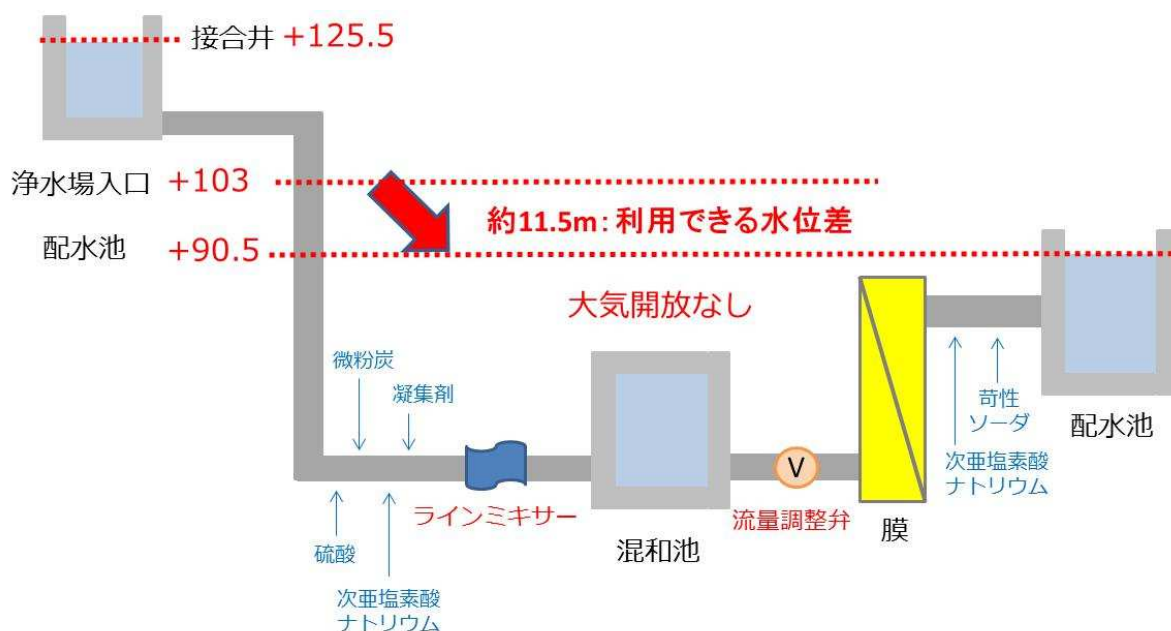 接合井 +125.5
浄水場入口 +103
約11.5m:利用できる水位差
配水池 +90.5
大気開放なし
微粉炭
凝集剤
苛性
ソーダ
配水池
次亜塩素酸
ナトリウム
V
ラインミキサー
流量調整弁
膜
混和池
硫酸
次亜塩素酸
ナトリウム